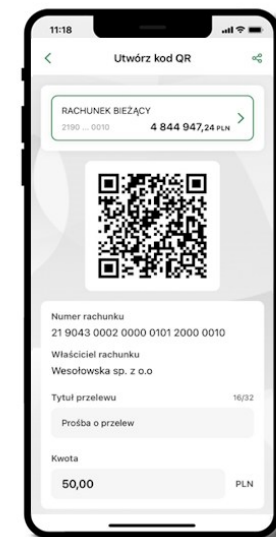 11:18
Utwórz kod QR
RACHUNEK BIEŻĄCY
2190 ... 0010 4 844 947,24 PLN
Numer rachunku
21 9043 0002 0000 0101 2000 0010
Właściciel rachunku
Wesołowska sp. z o.o
Tytuł przelewu 16/32
Prośba o przelew
Kwota
50,00 PLN